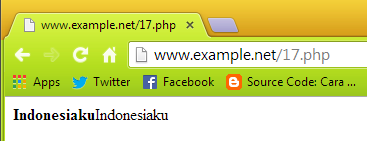 www.example.net/17.php
www.example.net/17.php
Apps Twitter Facebook Source Code: Cara ...
IndonesiakuIndonesiaku